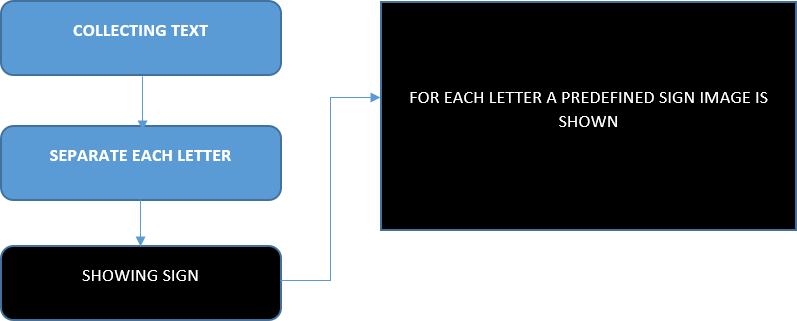 COLLECTING TEXT
SEPARATE EACH LETTER
SHOWING SIGN
FOR EACH LETTER A PREDEFINED SIGN IMAGE IS
SHOWN